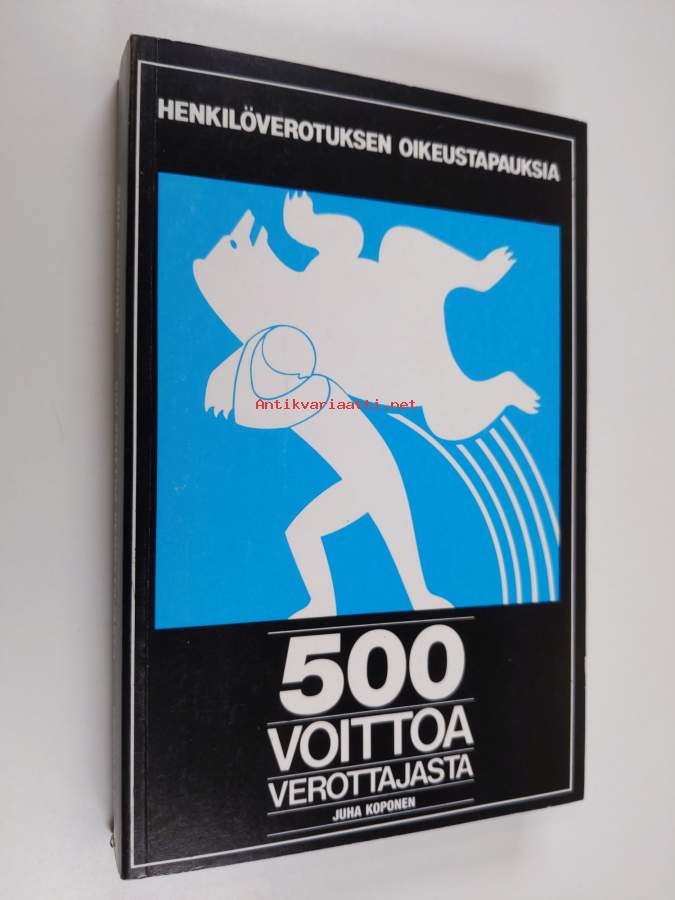 HENKILÖVEROTUKSEN OIKEUSTAPAUKSIA
Antikvariaatti.net
500
VOITTOA
VEROTTAJASTA
JUHA KOPONEN